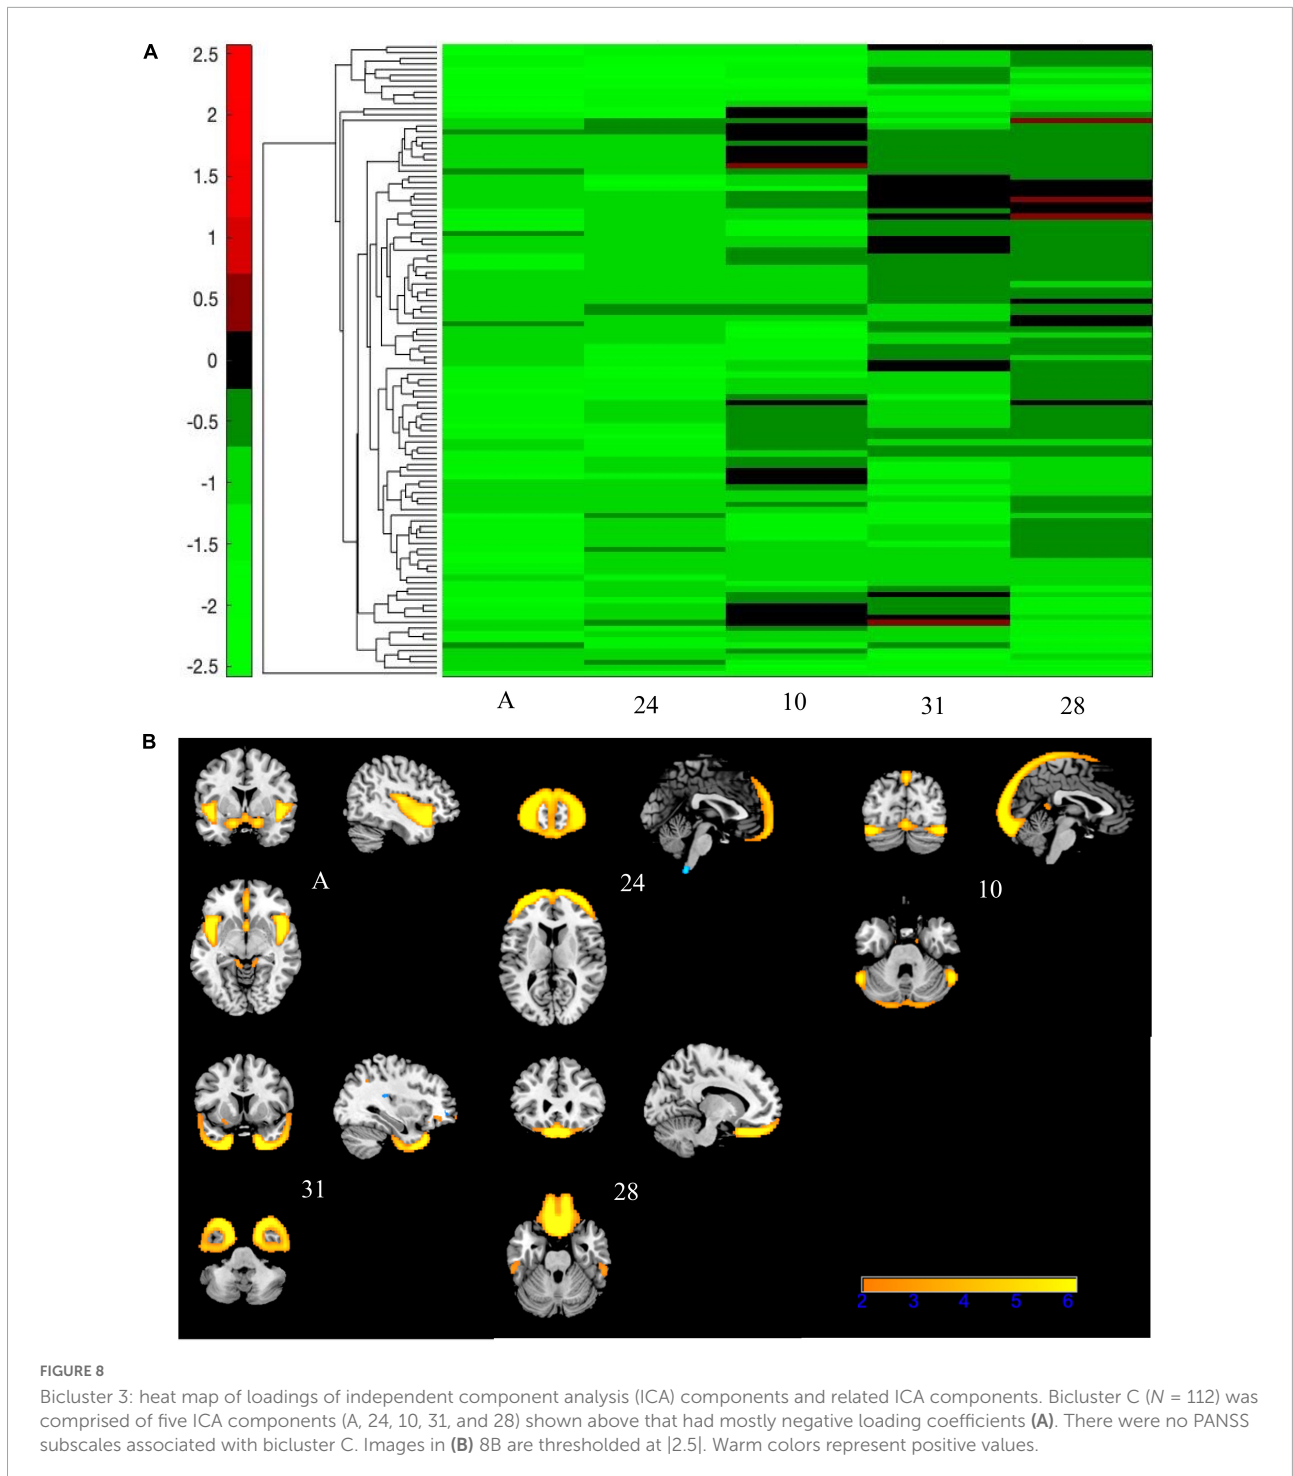 A
2.5
2
1.5
1
0.5
0
-0.5
-1
-1.5
-2
-2.5
A 24 10 31 28
B
A 24 10
31 28
2 3 4 5 6
FIGURE 8
Bicluster 3: heat map of loadings of independent component analysis (ICA) components and related ICA components. Bicluster C (N = 112) was
comprised of five ICA components (A, 24, 10, 31, and 28) shown above that had mostly negative loading coefficients (A). There were no PANSS
subscales associated with bicluster C. Images in (B) 8B are thresholded at |2.5|. Warm colors represent positive values.